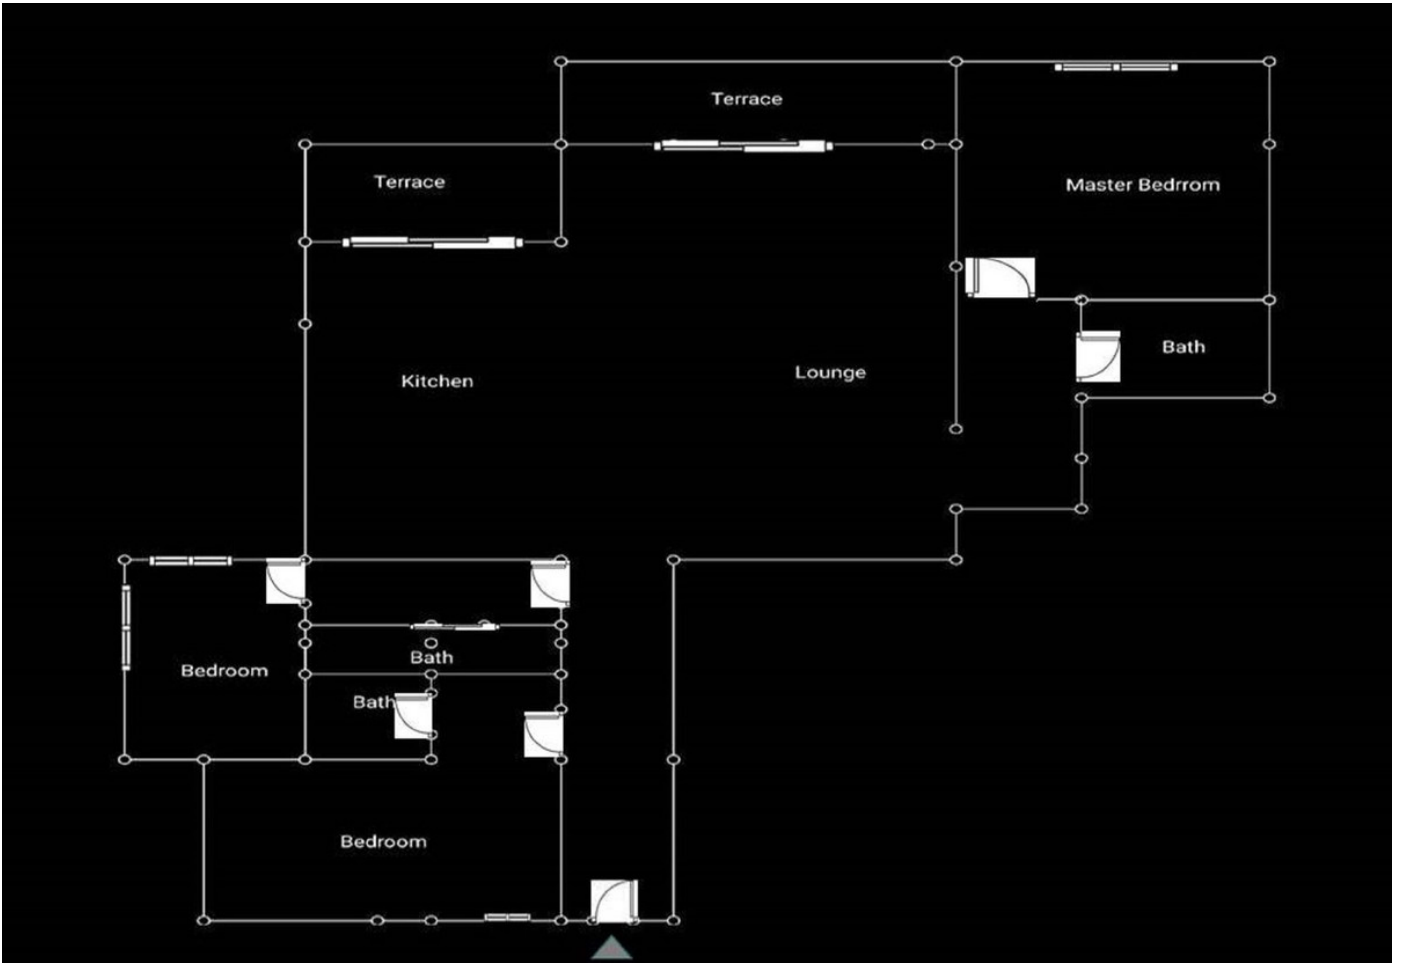 Terrace
Terrace
Master Bedrrom
Bath
Lounge
Kitchen
Bath
Bedroom
Bath
Bedroom